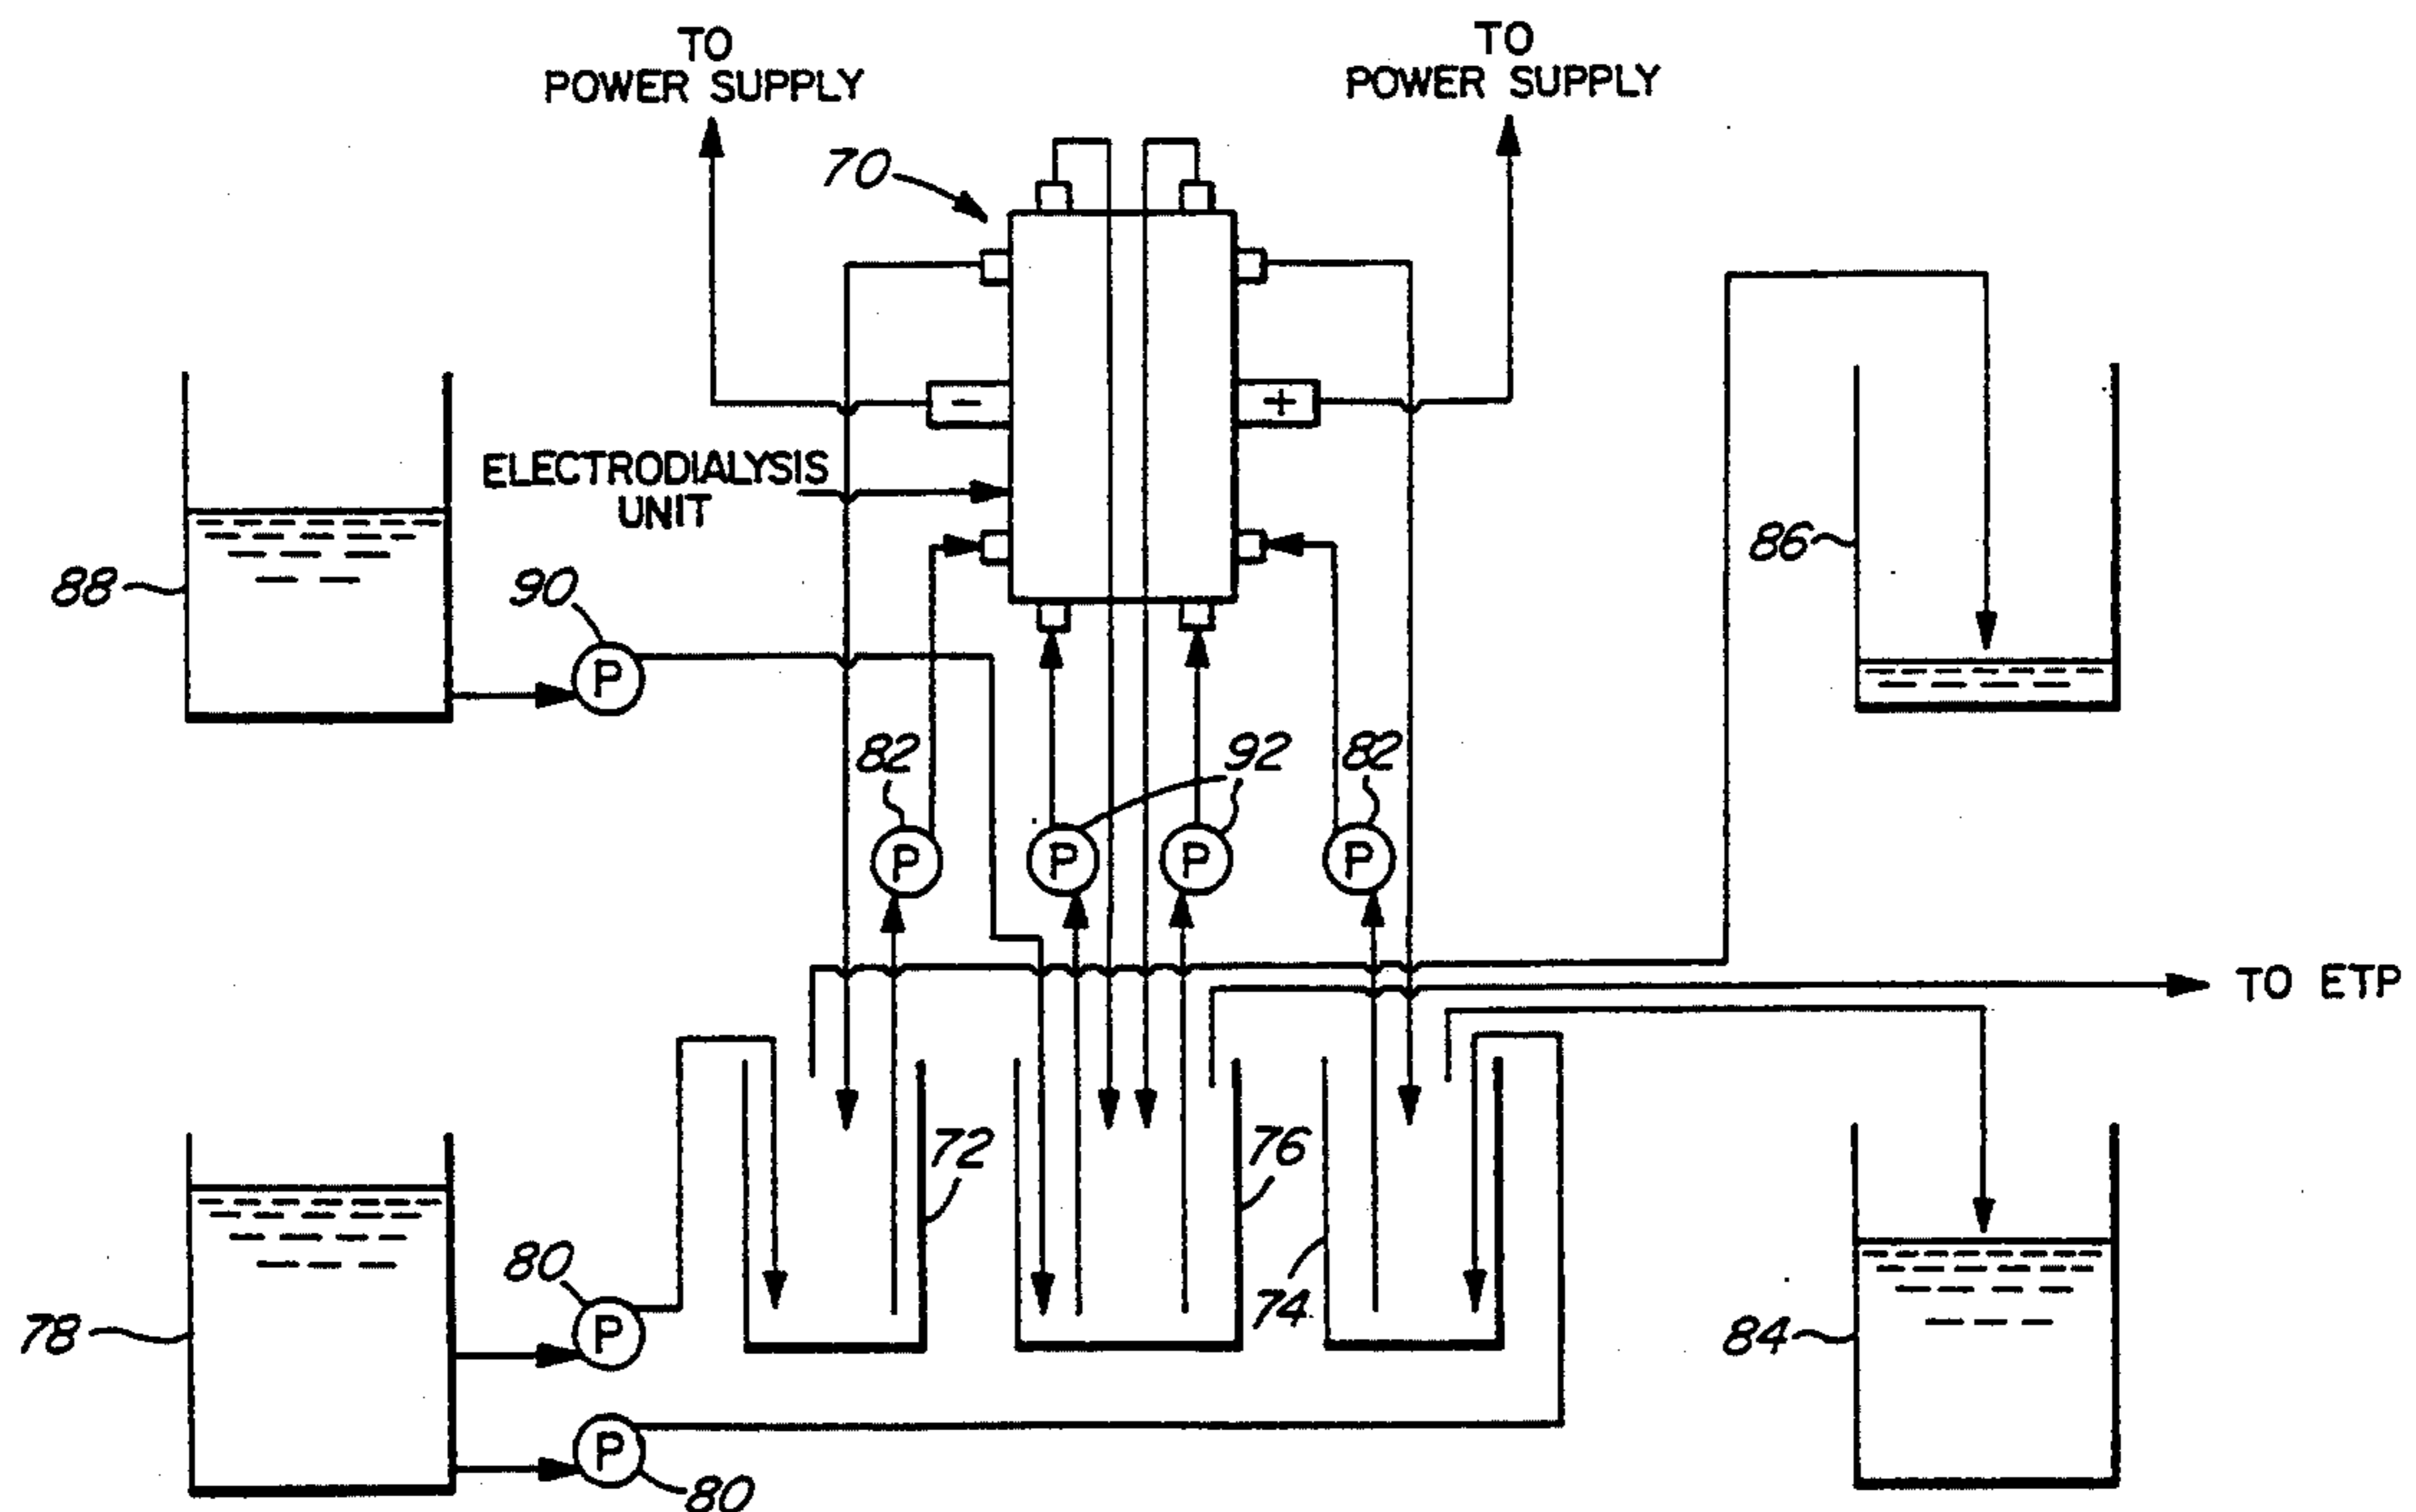 TO
POWER SUPPLY
TO
POWER SUPPLY
70
-
+
ELECTRODIALYSIS
UNIT
88
90
P
86
82
92
82
P
P
P
P
TO ETP
72
76
74
78
80
P
P
80
84